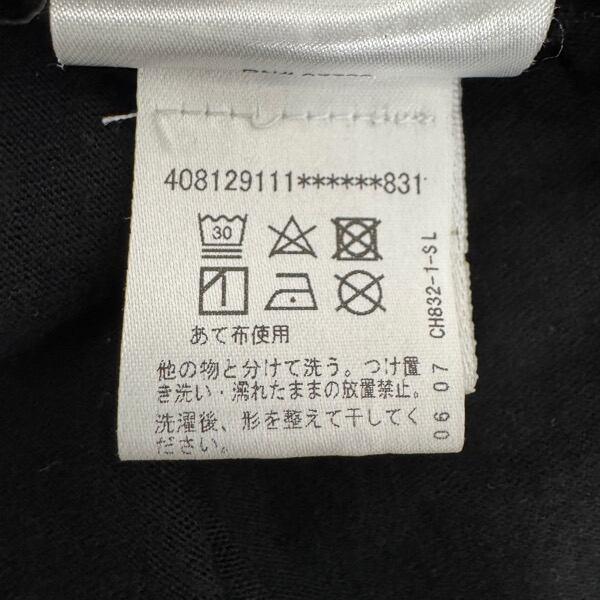 408129111******831
30
あて布使用
他の物と分けて洗う。つけ置
き洗い・濡れたままの放置禁止。
洗濯後、形を整えて干してく
ださい。
06 07 CH832-1-SL